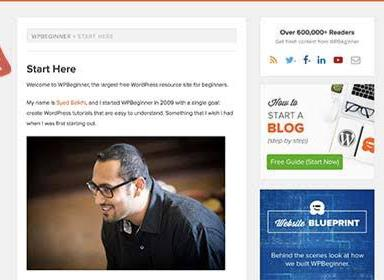 WPBEGINNER » START HERE
Start Here
Welcome to WPBeginner, the largest free WordPress resource site for beginners.
My name is Syed Balkhi, and I started WPBeginner in 2009 with a single goal:
create WordPress tutorials that are easy to understand. Something that I wish I had
when I was first starting out.
Over 600,000+ Readers
Get fresh content from WPBeginner
How to
START A
BLOG
(step by step)
Free Guide (Start Now)
Website BLUEPRINT
Behind the scenes look at how
we built WPBeginner.